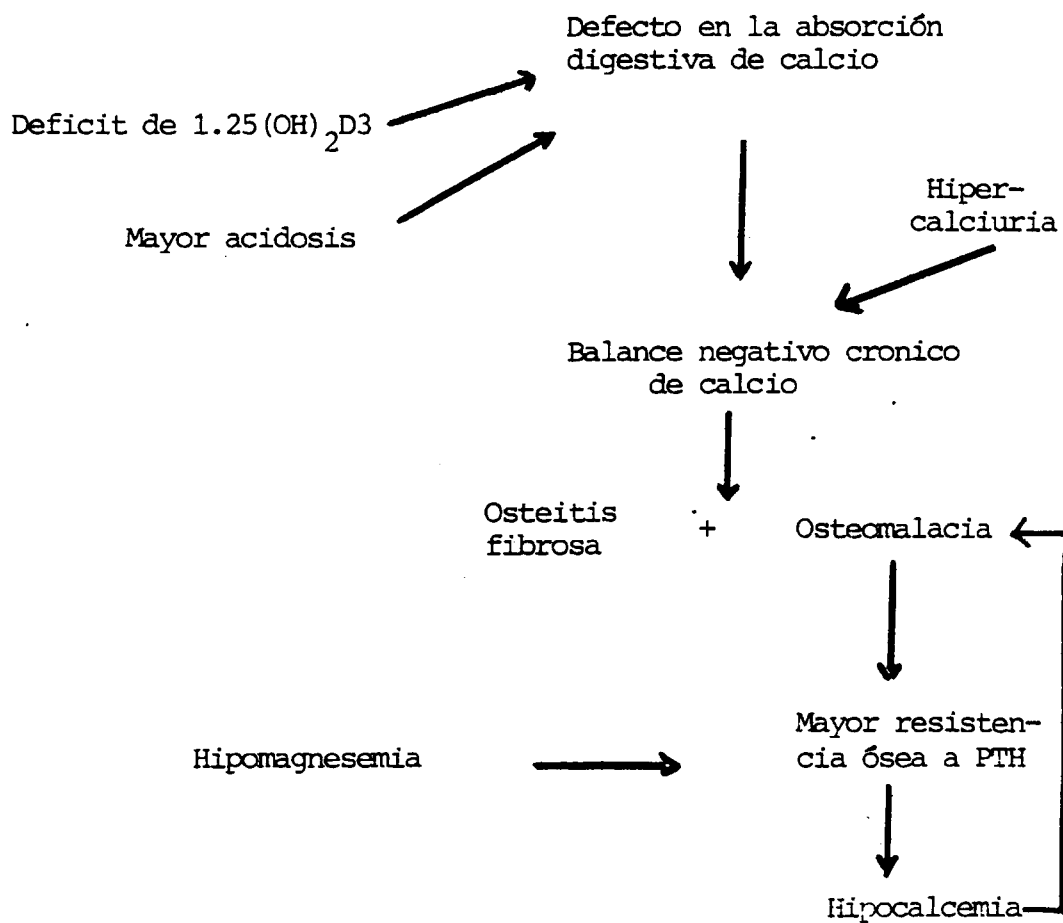 Defecto en la absorción
digestiva de calcio
Deficit de 1.25(OH)2D3
Mayor acidosis
Hiper-
calciuria
Balance negativo cronico
de calcio
Osteitis
fibrosa
+
Osteomalacia
Mayor resisten-
cia ósea a PTH
Hipomagnesemia
Hipocalcemia